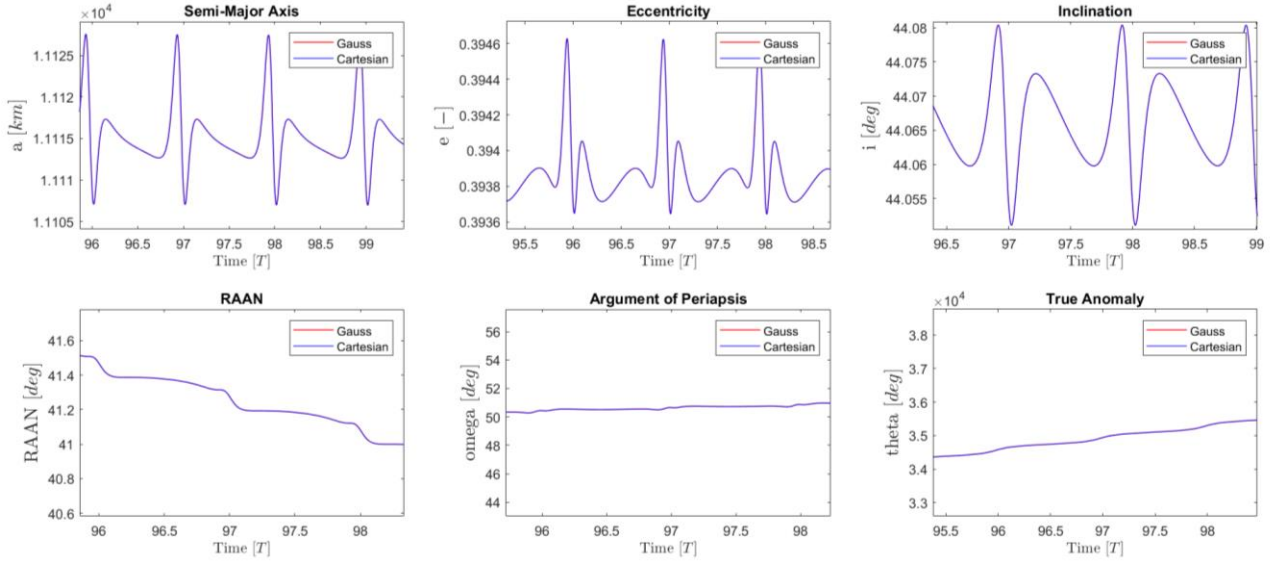 Semi-Major Axis
×10⁴
1.1125
1.112
1.1115
1.111
1.1105
a [km]
96 96.5 97 97.5 98 98.5 99
Time [T]
Gauss
Cartesian
Eccentricity
0.3946
0.3944
0.3942
0.394
0.3938
0.3936
e [−]
95.5 96 96.5 97 97.5 98 98.5
Time [T]
Gauss
Cartesian
Inclination
44.08
44.075
44.07
44.065
44.06
44.055
i [deg]
96.5 97 97.5 98 98.5 99
Time [T]
Gauss
Cartesian
RAAN
41.6
41.4
41.2
41
40.8
40.6
RAAN [deg]
96 96.5 97 97.5 98
Time [T]
Gauss
Cartesian
Argument of Periapsis
56
54
52
50
48
46
44
omega [deg]
96 96.5 97 97.5 98
Time [T]
Gauss
Cartesian
True Anomaly
×10⁴
3.8
3.7
3.6
3.5
3.4
3.3
theta [deg]
95.5 96 96.5 97 97.5 98
Time [T]
Gauss
Cartesian